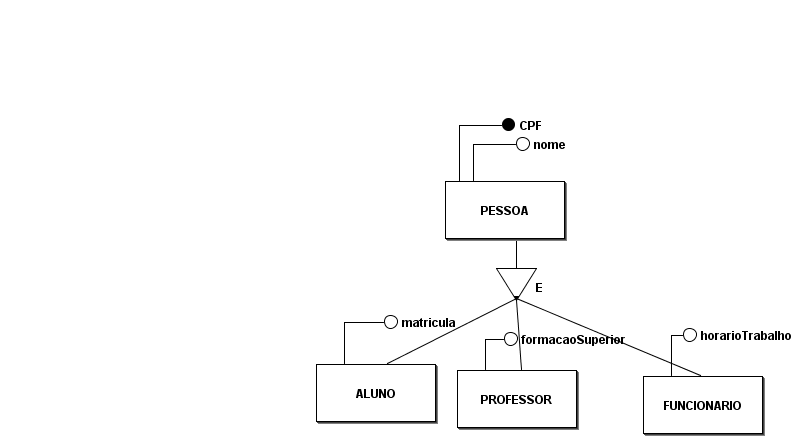 CPF
nome
PESSOA
E
matricula
formacaoSuperior
horarioTrabalho
ALUNO
PROFESSOR
FUNCIONARIO